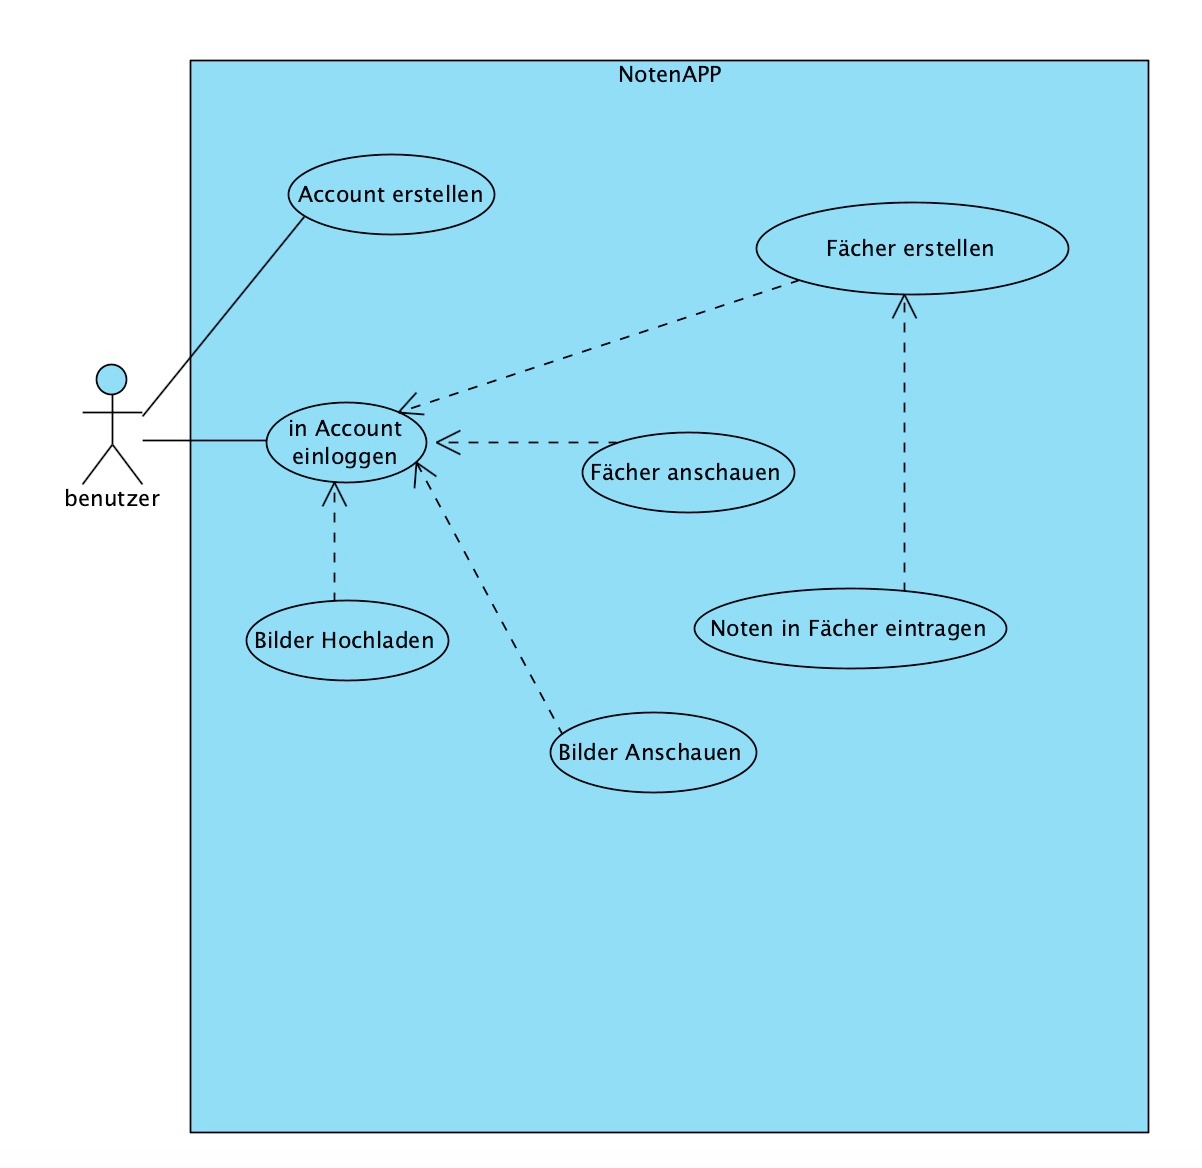 NotenAPP
Account erstellen
Fächer erstellen
in Account
einloggen
Fächer anschauen
benutzer
Bilder Hochladen
Noten in Fächer eintragen
Bilder Anschauen